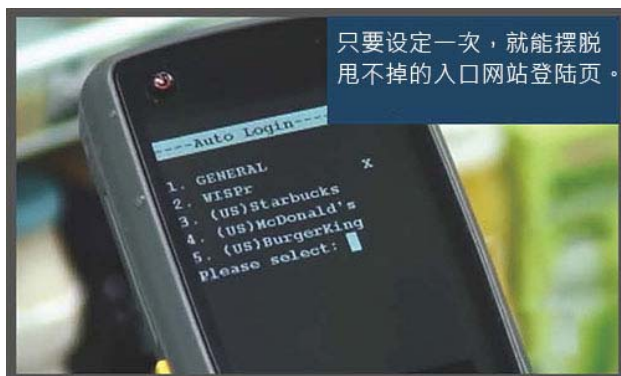 只要设定一次，就能摆脱
甩不掉的入口网站登陆页。
----Auto Login----
1. GENERAL X
2. WISPr
3. (US)Starbucks
4. (US)McDonald's
5. (US)BurgerKing
Please select: